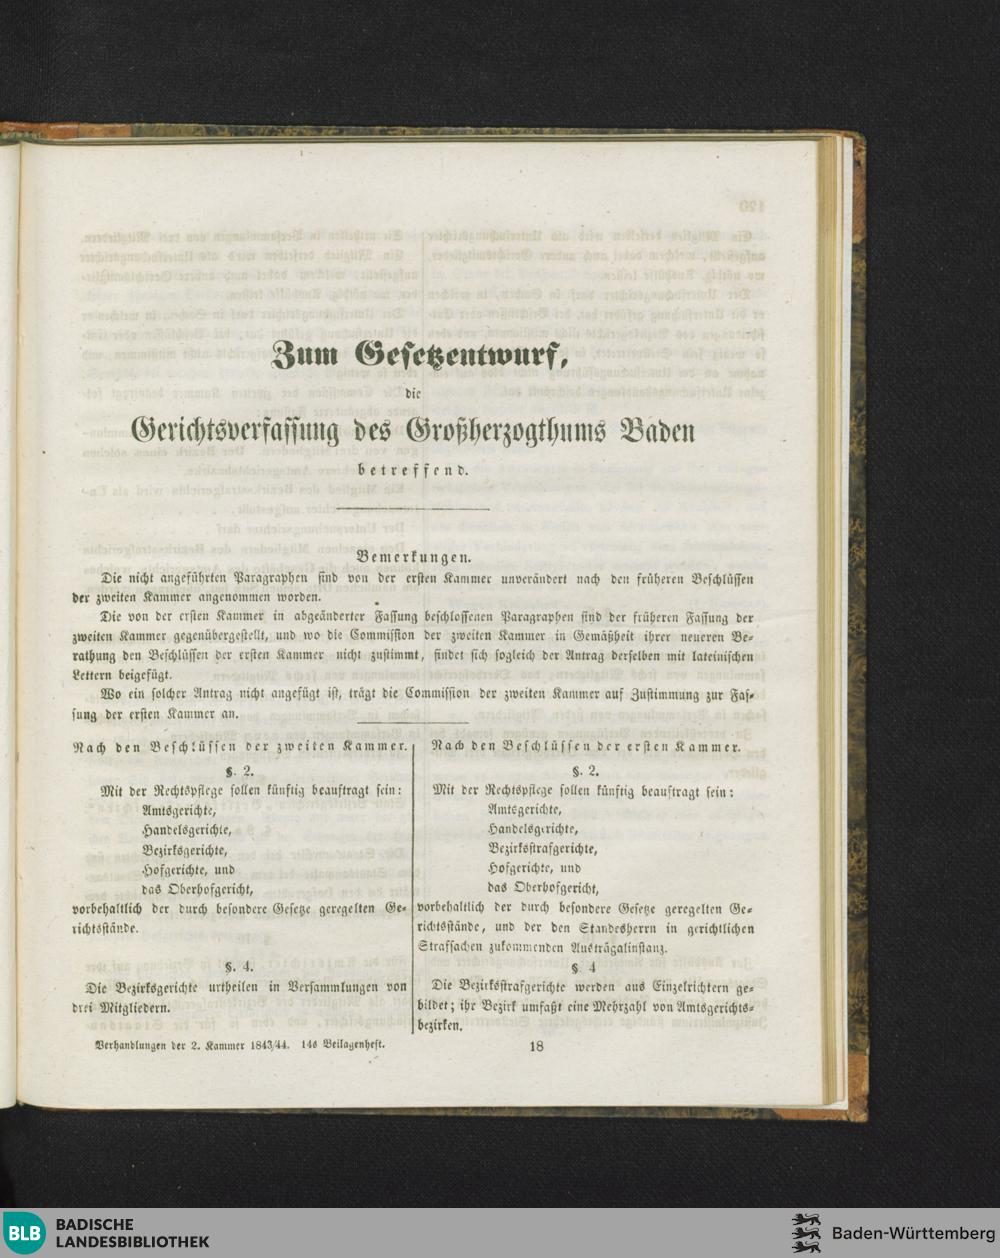 Zum Gesetzentwurf,
die
Gerichtsverfassung des Großherzogthums Baden
betreffend.
Bemerkungen.
Die nicht angeführten Paragraphen sind von der ersten Kammer unverändert nach den früheren Beschlüssen
der zweiten Kammer angenommen worden.
Die von der ersten Kammer in abgeänderter Fassung beschlossenen Paragraphen sind der früheren Fassung der
zweiten Kammer gegenübergestellt, und wo die Commission der zweiten Kammer in Gemäßheit ihrer neueren Be-
rathung den Beschlüssen der ersten Kammer nicht zustimmt, findet sich sogleich der Antrag derselben mit lateinischen
Lettern beigefügt.
Wo ein solcher Antrag nicht angefügt ist, trägt die Commission der zweiten Kammer auf Zustimmung zur Fas-
sung der ersten Kammer an.
Nach den Beschlüssen der zweiten Kammer.
§. 2.
Mit der Rechtspflege sollen künftig beauftragt sein:
Amtsgerichte,
Handelsgerichte,
Bezirksgerichte,
Hofgerichte, und
das Oberhofgericht,
vorbehaltlich der durch besondere Gesetze geregelten Ge-
richtsstände.
§. 4.
Die Bezirksgerichte urtheilen in Versammlungen von
drei Mitgliedern.
Nach den Beschlüssen der ersten Kammer.
§. 2.
Mit der Rechtspflege sollen künftig beauftragt sein:
Amtsgerichte,
Handelsgerichte,
Bezirksstrafgerichte,
Hofgerichte, und
das Oberhofgericht,
vorbehaltlich der durch besondere Gesetze geregelten Ge-
richtsstände, und der den Standesherrn in gerichtlichen
Strafsachen zukommenden Austrägalinstanz.
§ 4
Die Bezirksstrafgerichte werden aus Einzelrichtern ge-
bildet; ihr Bezirk umfaßt eine Mehrzahl von Amtsgerichts-
bezirken.
Verhandlungen der 2. Kammer 1843/44. 14s Beilagenheft.
18
BLB BADISCHE
LANDESBIBLIOTHEK
Baden-Württemberg